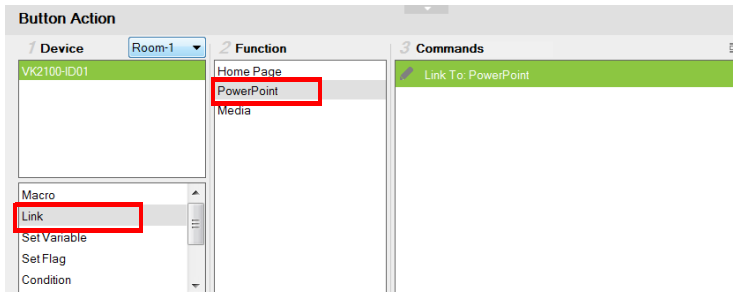 Button Action
1 Device Room-1
2 Function
3 Commands
VK2100-ID01
Macro
Link
Set Variable
Set Flag
Condition
Home Page
PowerPoint
Media
Link To: PowerPoint